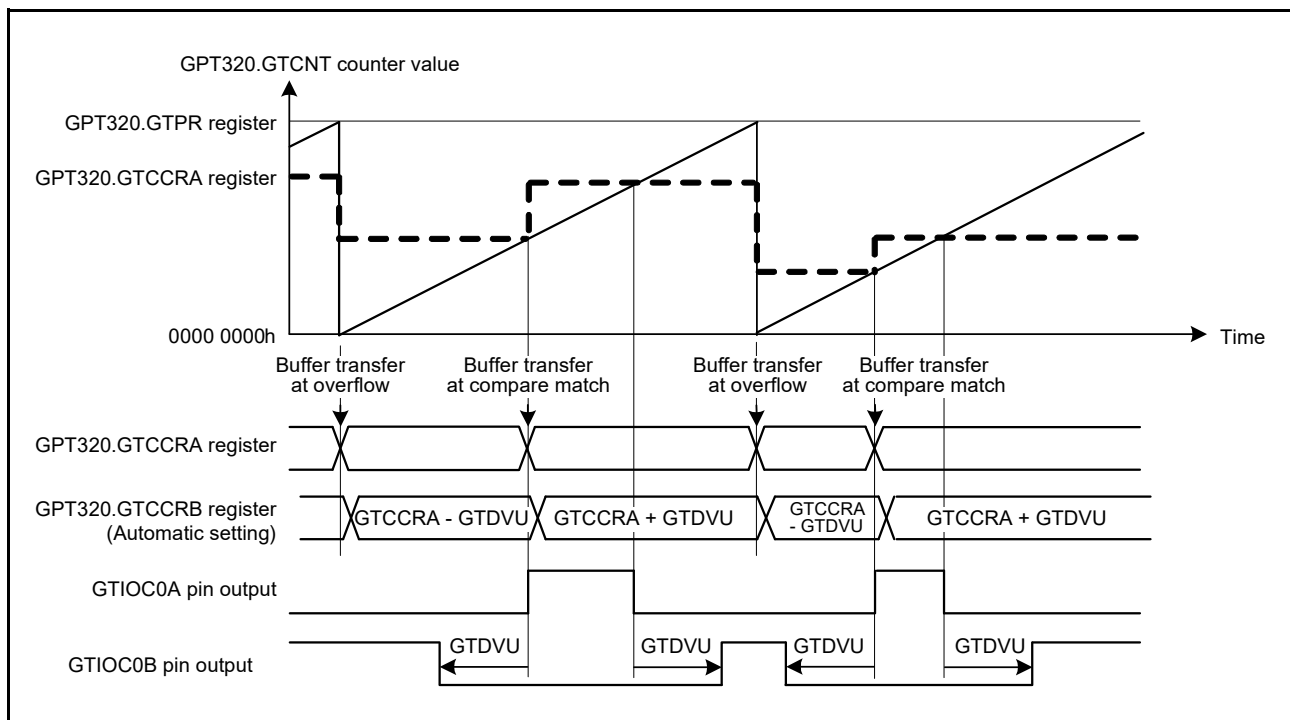 GPT320.GTCNT counter value
GPT320.GTPR register
GPT320.GTCCRA register
0000 0000h
Time
Buffer transfer
at overflow
Buffer transfer
at compare match
Buffer transfer
at overflow
Buffer transfer
at compare match
GPT320.GTCCRA register
GPT320.GTCCRB register
(Automatic setting)
GTCCRA - GTDVU
GTCCRA + GTDVU
GTCCRA
- GTDVU
GTCCRA + GTDVU
GTIOC0A pin output
GTDVU
GTDVU
GTDVU
GTDVU
GTIOC0B pin output